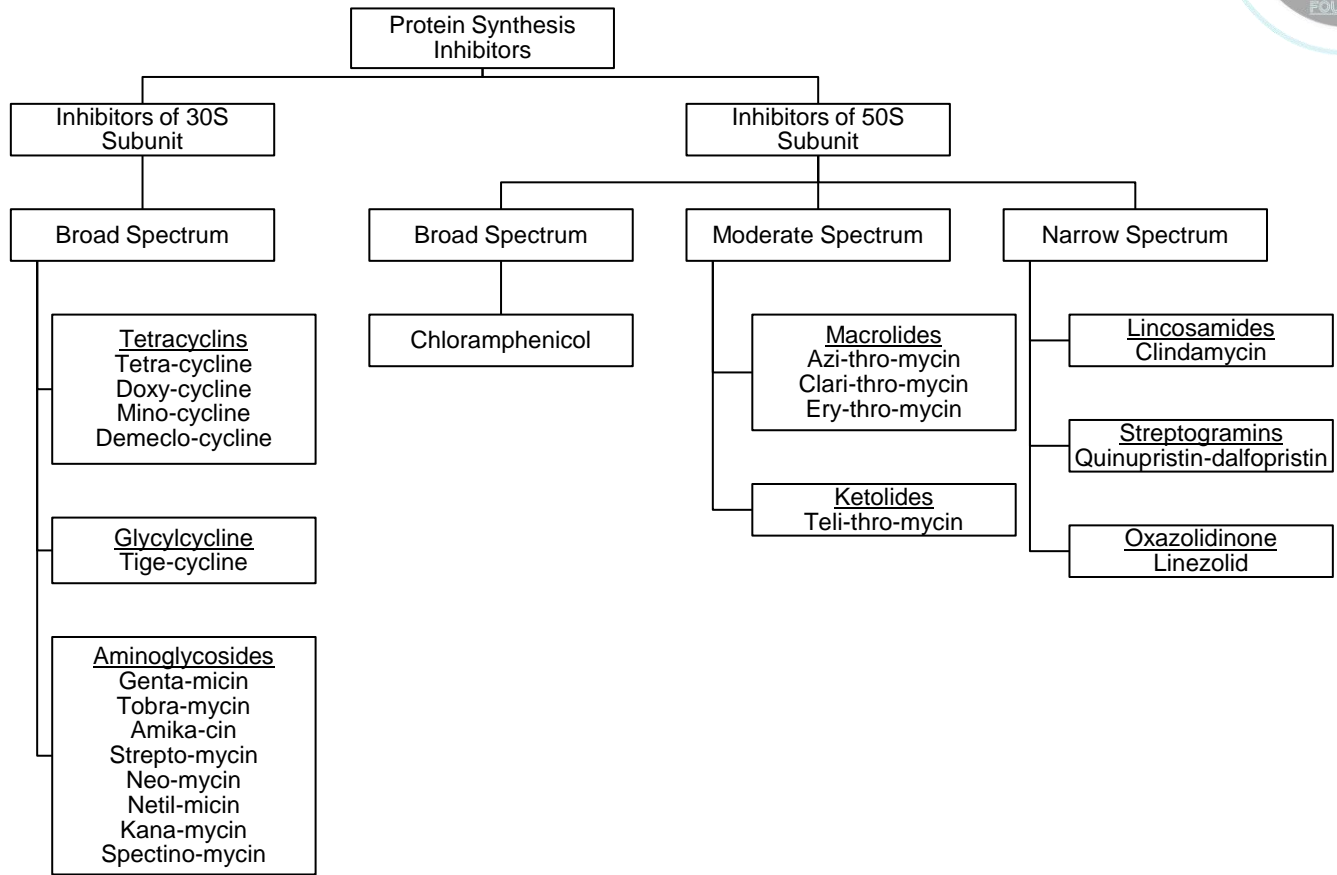 Protein Synthesis
Inhibitors
Inhibitors of 30S
Subunit
Inhibitors of 50S
Subunit
Broad Spectrum
Broad Spectrum
Moderate Spectrum
Narrow Spectrum
Tetracyclins
Tetra-cycline
Doxy-cycline
Mino-cycline
Demeclo-cycline
Glycylcycline
Tige-cycline
Aminoglycosides
Genta-micin
Tobra-mycin
Amika-cin
Strepto-mycin
Neo-mycin
Netil-micin
Kana-mycin
Spectino-mycin
Chloramphenicol
Macrolides
Azi-thro-mycin
Clari-thro-mycin
Ery-thro-mycin
Ketolides
Teli-thro-mycin
Lincosamides
Clindamycin
Streptogramins
Quinupristin-dalfopristin
Oxazolidinone
Linezolid